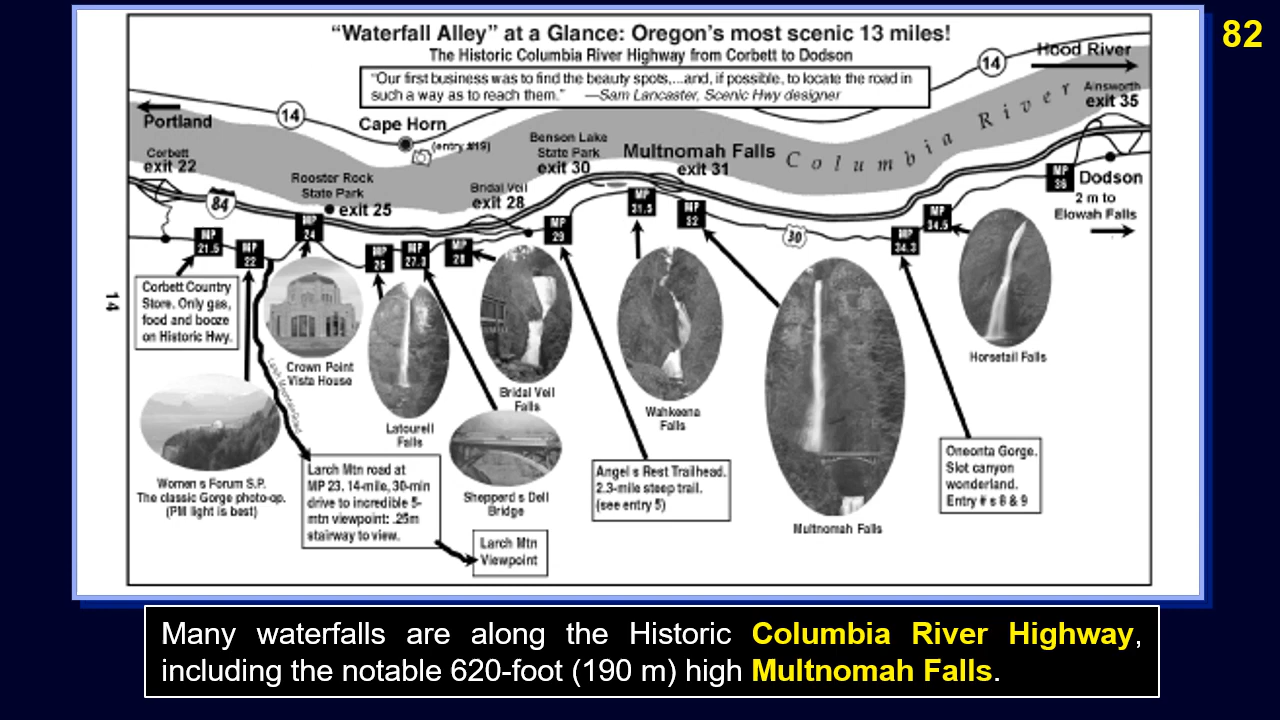 82
“Waterfall Alley” at a Glance: Oregon’s most scenic 13 miles!
The Historic Columbia River Highway from Corbett to Dodson
“Our first business was to find the beauty spots,...and, if possible, to locate the road in
such a way as to reach them.” —Sam Lancaster, Scenic Hwy designer
14
Hood River
Ainsworth
exit 35
Portland
14
Cape Horn
(entry #19)
Corbett
exit 22
Rooster Rock
State Park
exit 25
84
Bridal Veil
exit 28
Benson Lake
State Park
exit 30
Multnomah Falls
exit 31
Columbia River
Dodson
2 m to
Elowah Falls
30
MP
21.5
MP
22
MP
24
MP
26
MP
27.3
MP
28
MP
29
MP
31.5
MP
32
MP
34.3
MP
34.5
MP
36
14
Corbett Country
Store. Only gas,
food and booze
on Historic Hwy.
Crown Point
Vista House
Larch Mountain Road
Latourell
Falls
Bridal Veil
Falls
Wahkeena
Falls
Multnomah Falls
Horsetail Falls
Women s Forum S.P.
The classic Gorge photo-op.
(PM light is best)
Larch Mtn road at
MP 23. 14-mile, 30-min
drive to incredible 5-
mtn viewpoint: .25m
stairway to view.
Shepperd s Dell
Bridge
Larch Mtn
Viewpoint
Angel s Rest Trailhead.
2.3-mile steep trail.
(see entry 5)
Oneonta Gorge.
Slot canyon
wonderland.
Entry # s 8 & 9
Many waterfalls are along the Historic Columbia River Highway,
including the notable 620-foot (190 m) high Multnomah Falls.